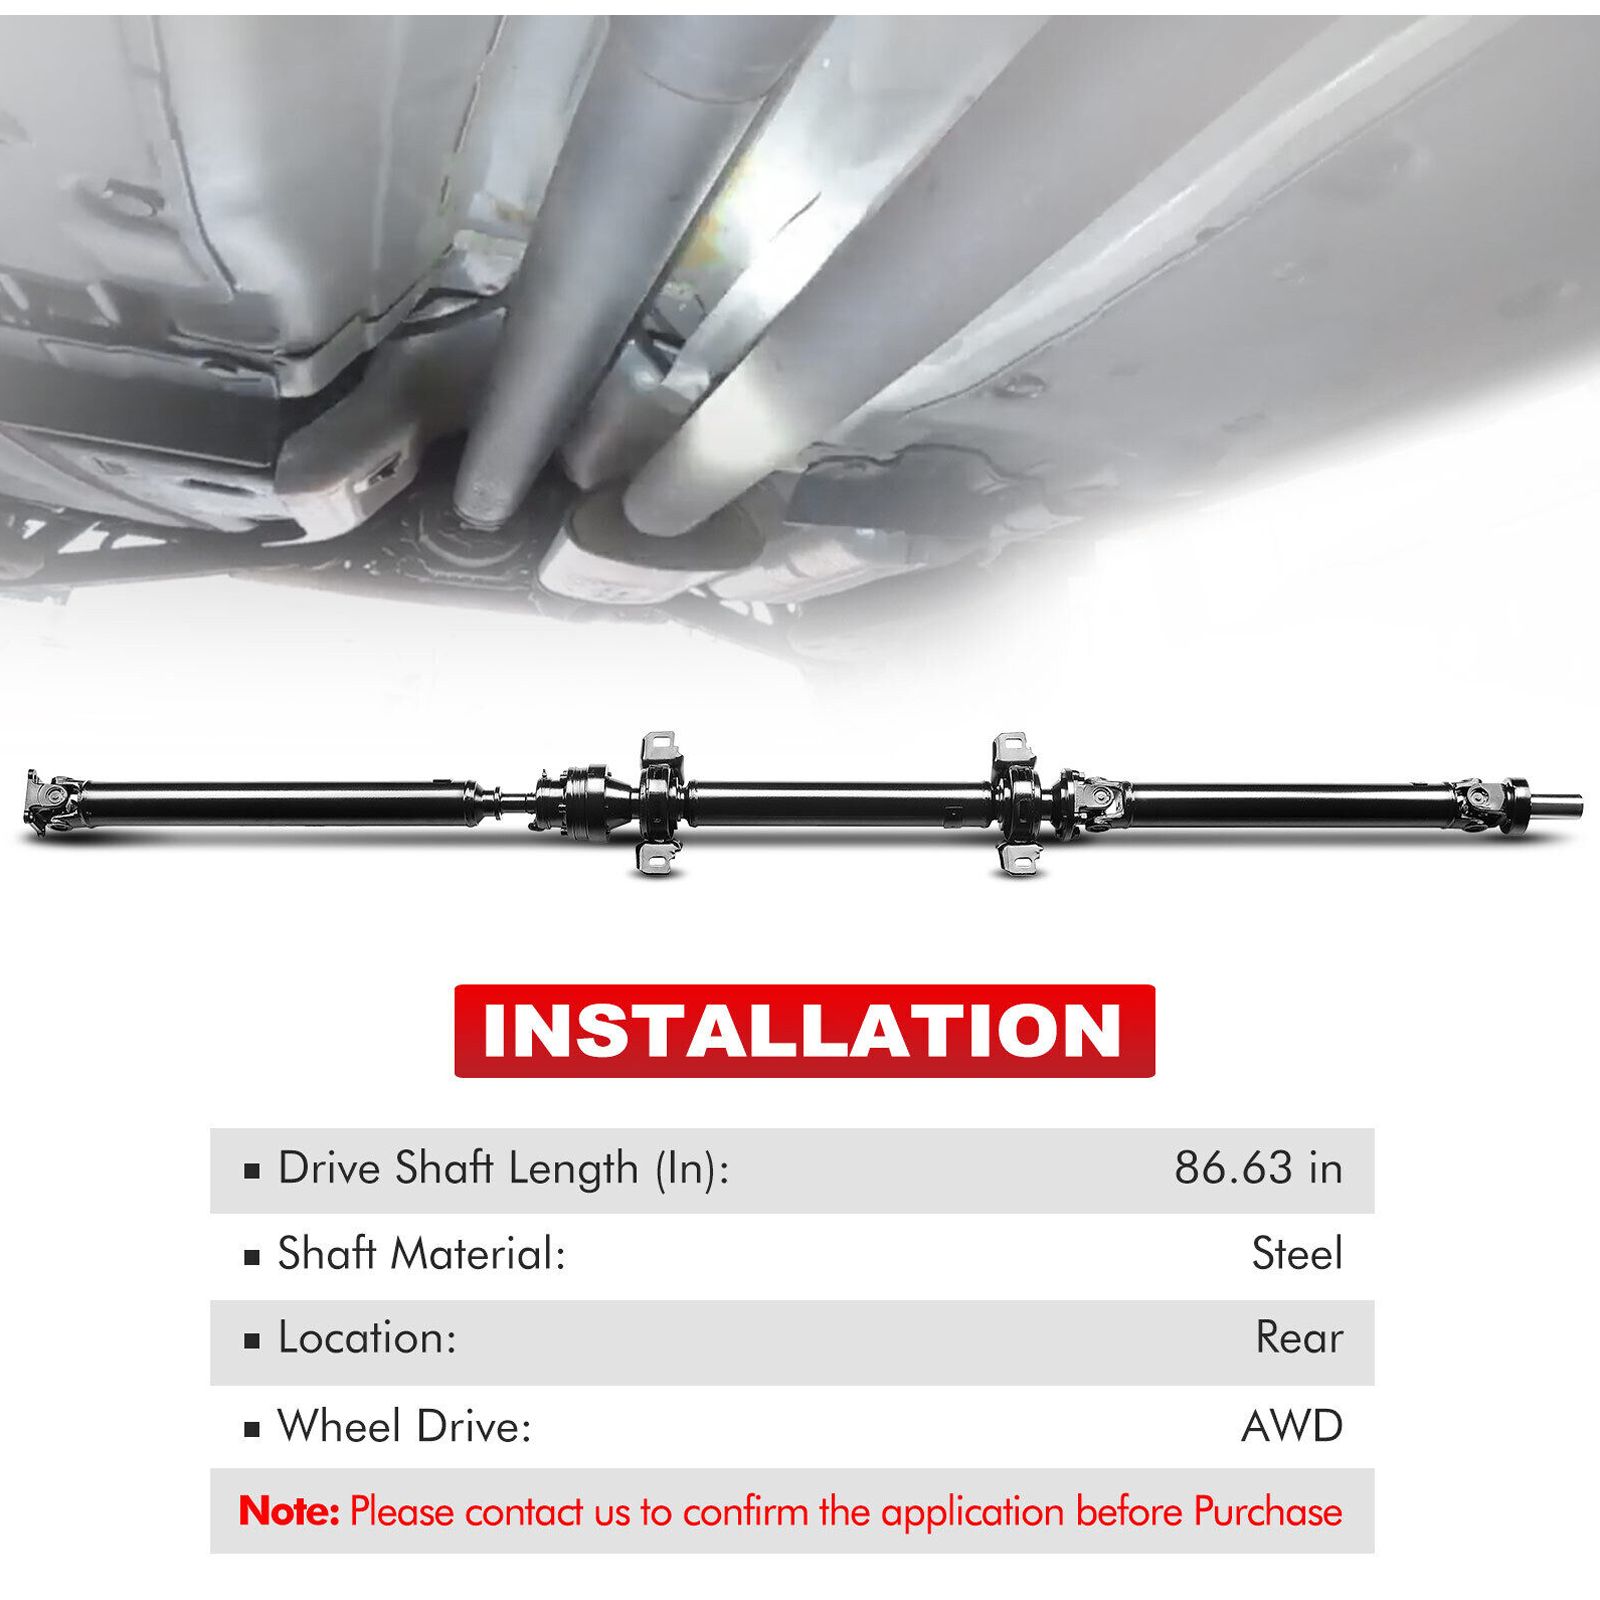 INSTALLATION
▪ Drive Shaft Length (In): 86.63 in
▪ Shaft Material: Steel
▪ Location: Rear
▪ Wheel Drive: AWD
Note: Please contact us to confirm the application before Purchase